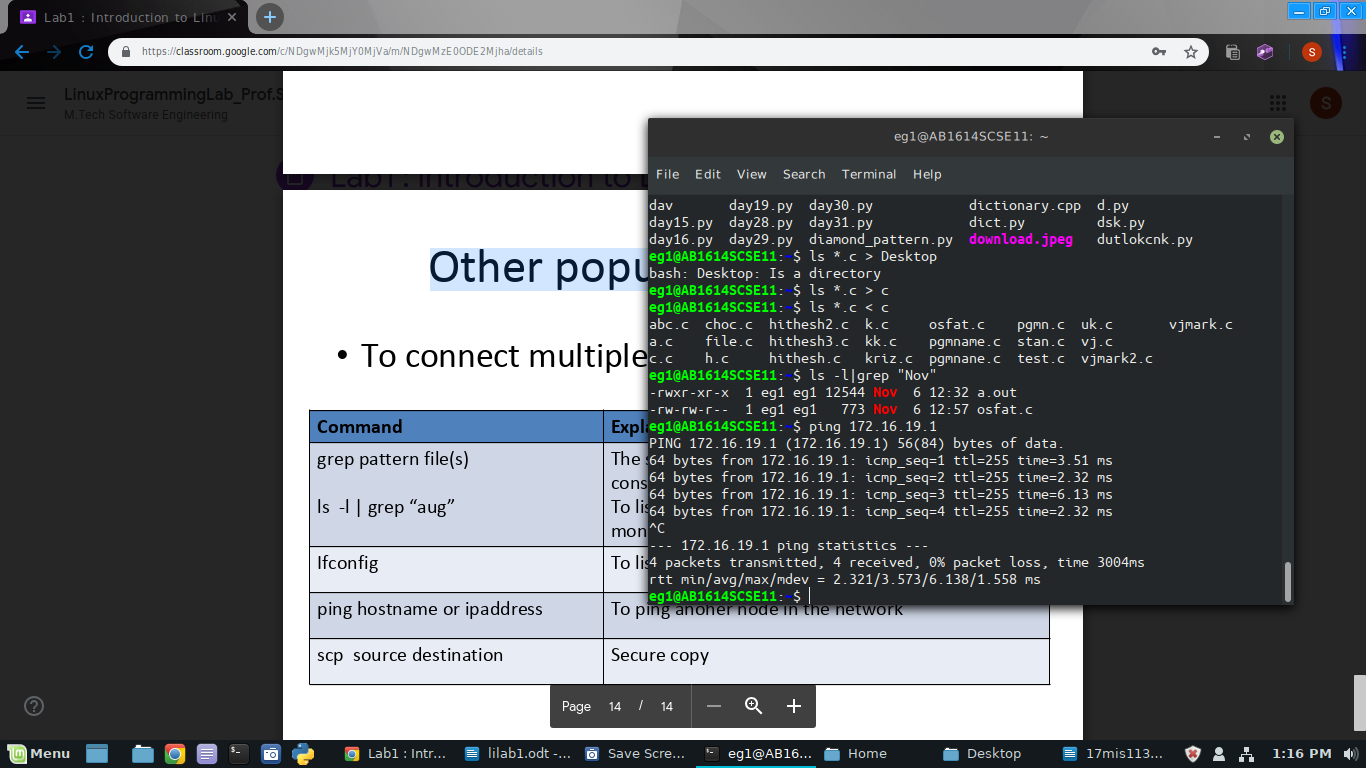 Lab1 : Introduction to Linu
https://classroom.google.com/c/NDgwMjk5MjY0MjVa/m/NDgwMzE0ODE2Mjha/details
S
LinuxProgrammingLab_Prof.S
M.Tech Software Engineering
S
Lab1 : Introduction to L
Other popu
• To connect multiple
Command Expl
grep pattern file(s) The s
cons
ls -l | grep “aug” To lis
mon
Ifconfig To lis
ping hostname or ipaddress To ping anoher node in the network
scp source destination Secure copy
Page 14 / 14
eg1@AB1614SCSE11: ~
File Edit View Search Terminal Help
dav day19.py day30.py dictionary.cpp d.py
day15.py day28.py day31.py dict.py dsk.py
day16.py day29.py diamond_pattern.py download.jpeg dutlokcnk.py
eg1@AB1614SCSE11:~$ ls *.c > Desktop
bash: Desktop: Is a directory
eg1@AB1614SCSE11:~$ ls *.c > c
eg1@AB1614SCSE11:~$ ls *.c < c
abc.c choc.c hithesh2.c k.c osfat.c pgmn.c uk.c vjmark.c
a.c file.c hithesh3.c kk.c pgmname.c stan.c vj.c
c.c h.c hithesh.c kriz.c pgmnane.c test.c vjmark2.c
eg1@AB1614SCSE11:~$ ls -l|grep "Nov"
-rwxr-xr-x 1 eg1 eg1 12544 Nov 6 12:32 a.out
-rw-rw-r-- 1 eg1 eg1 773 Nov 6 12:57 osfat.c
eg1@AB1614SCSE11:~$ ping 172.16.19.1
PING 172.16.19.1 (172.16.19.1) 56(84) bytes of data.
64 bytes from 172.16.19.1: icmp_seq=1 ttl=255 time=3.51 ms
64 bytes from 172.16.19.1: icmp_seq=2 ttl=255 time=2.32 ms
64 bytes from 172.16.19.1: icmp_seq=3 ttl=255 time=6.13 ms
64 bytes from 172.16.19.1: icmp_seq=4 ttl=255 time=2.32 ms
^C
--- 172.16.19.1 ping statistics ---
4 packets transmitted, 4 received, 0% packet loss, time 3004ms
rtt min/avg/max/mdev = 2.321/3.573/6.138/1.558 ms
eg1@AB1614SCSE11:~$
Menu Lab1 : Intr... lilab1.odt -... Save Scre... eg1@AB16... Home Desktop 17mis113... 1:16 PM